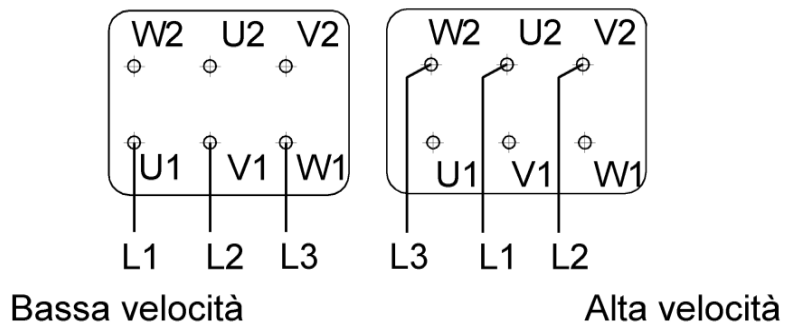 W2 U2 V2 W2 U2 V2
U1 V1 W1 U1 V1 W1
L1 L2 L3 L3 L1 L2
Bassa velocità Alta velocità